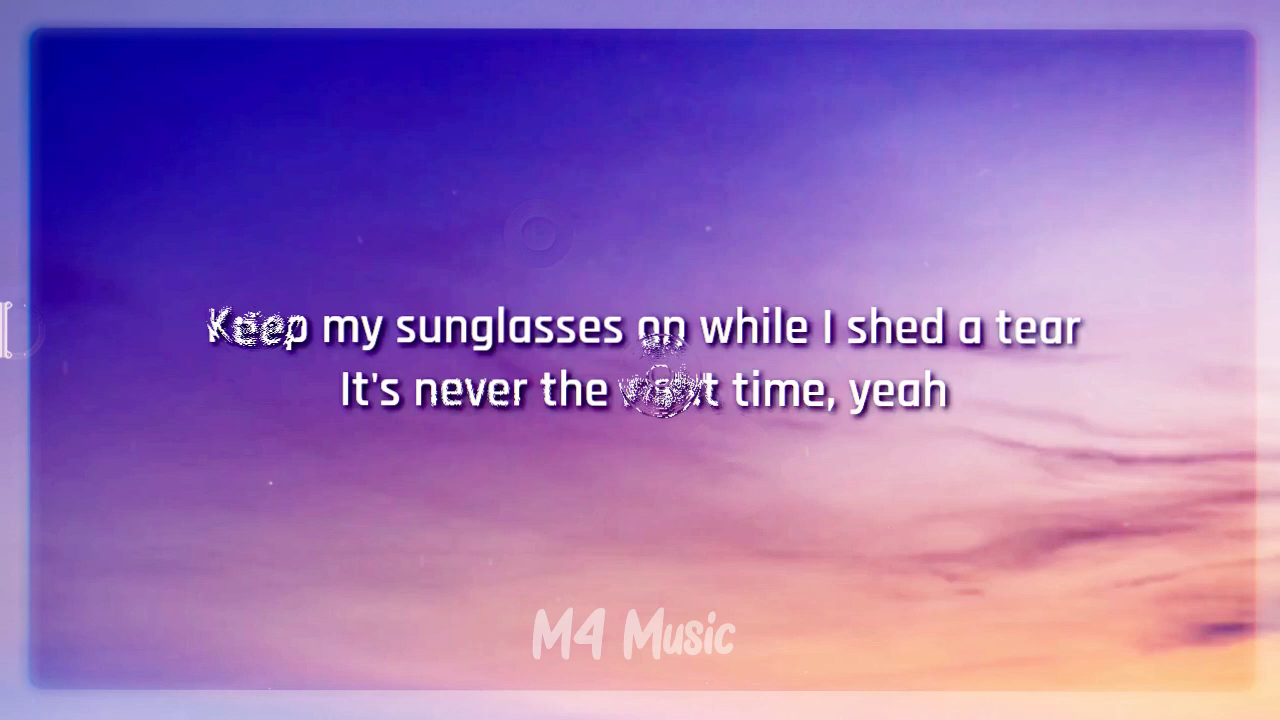 Keep my sunglasses on while I shed a tear
It's never the right time, yeah
M4 Music